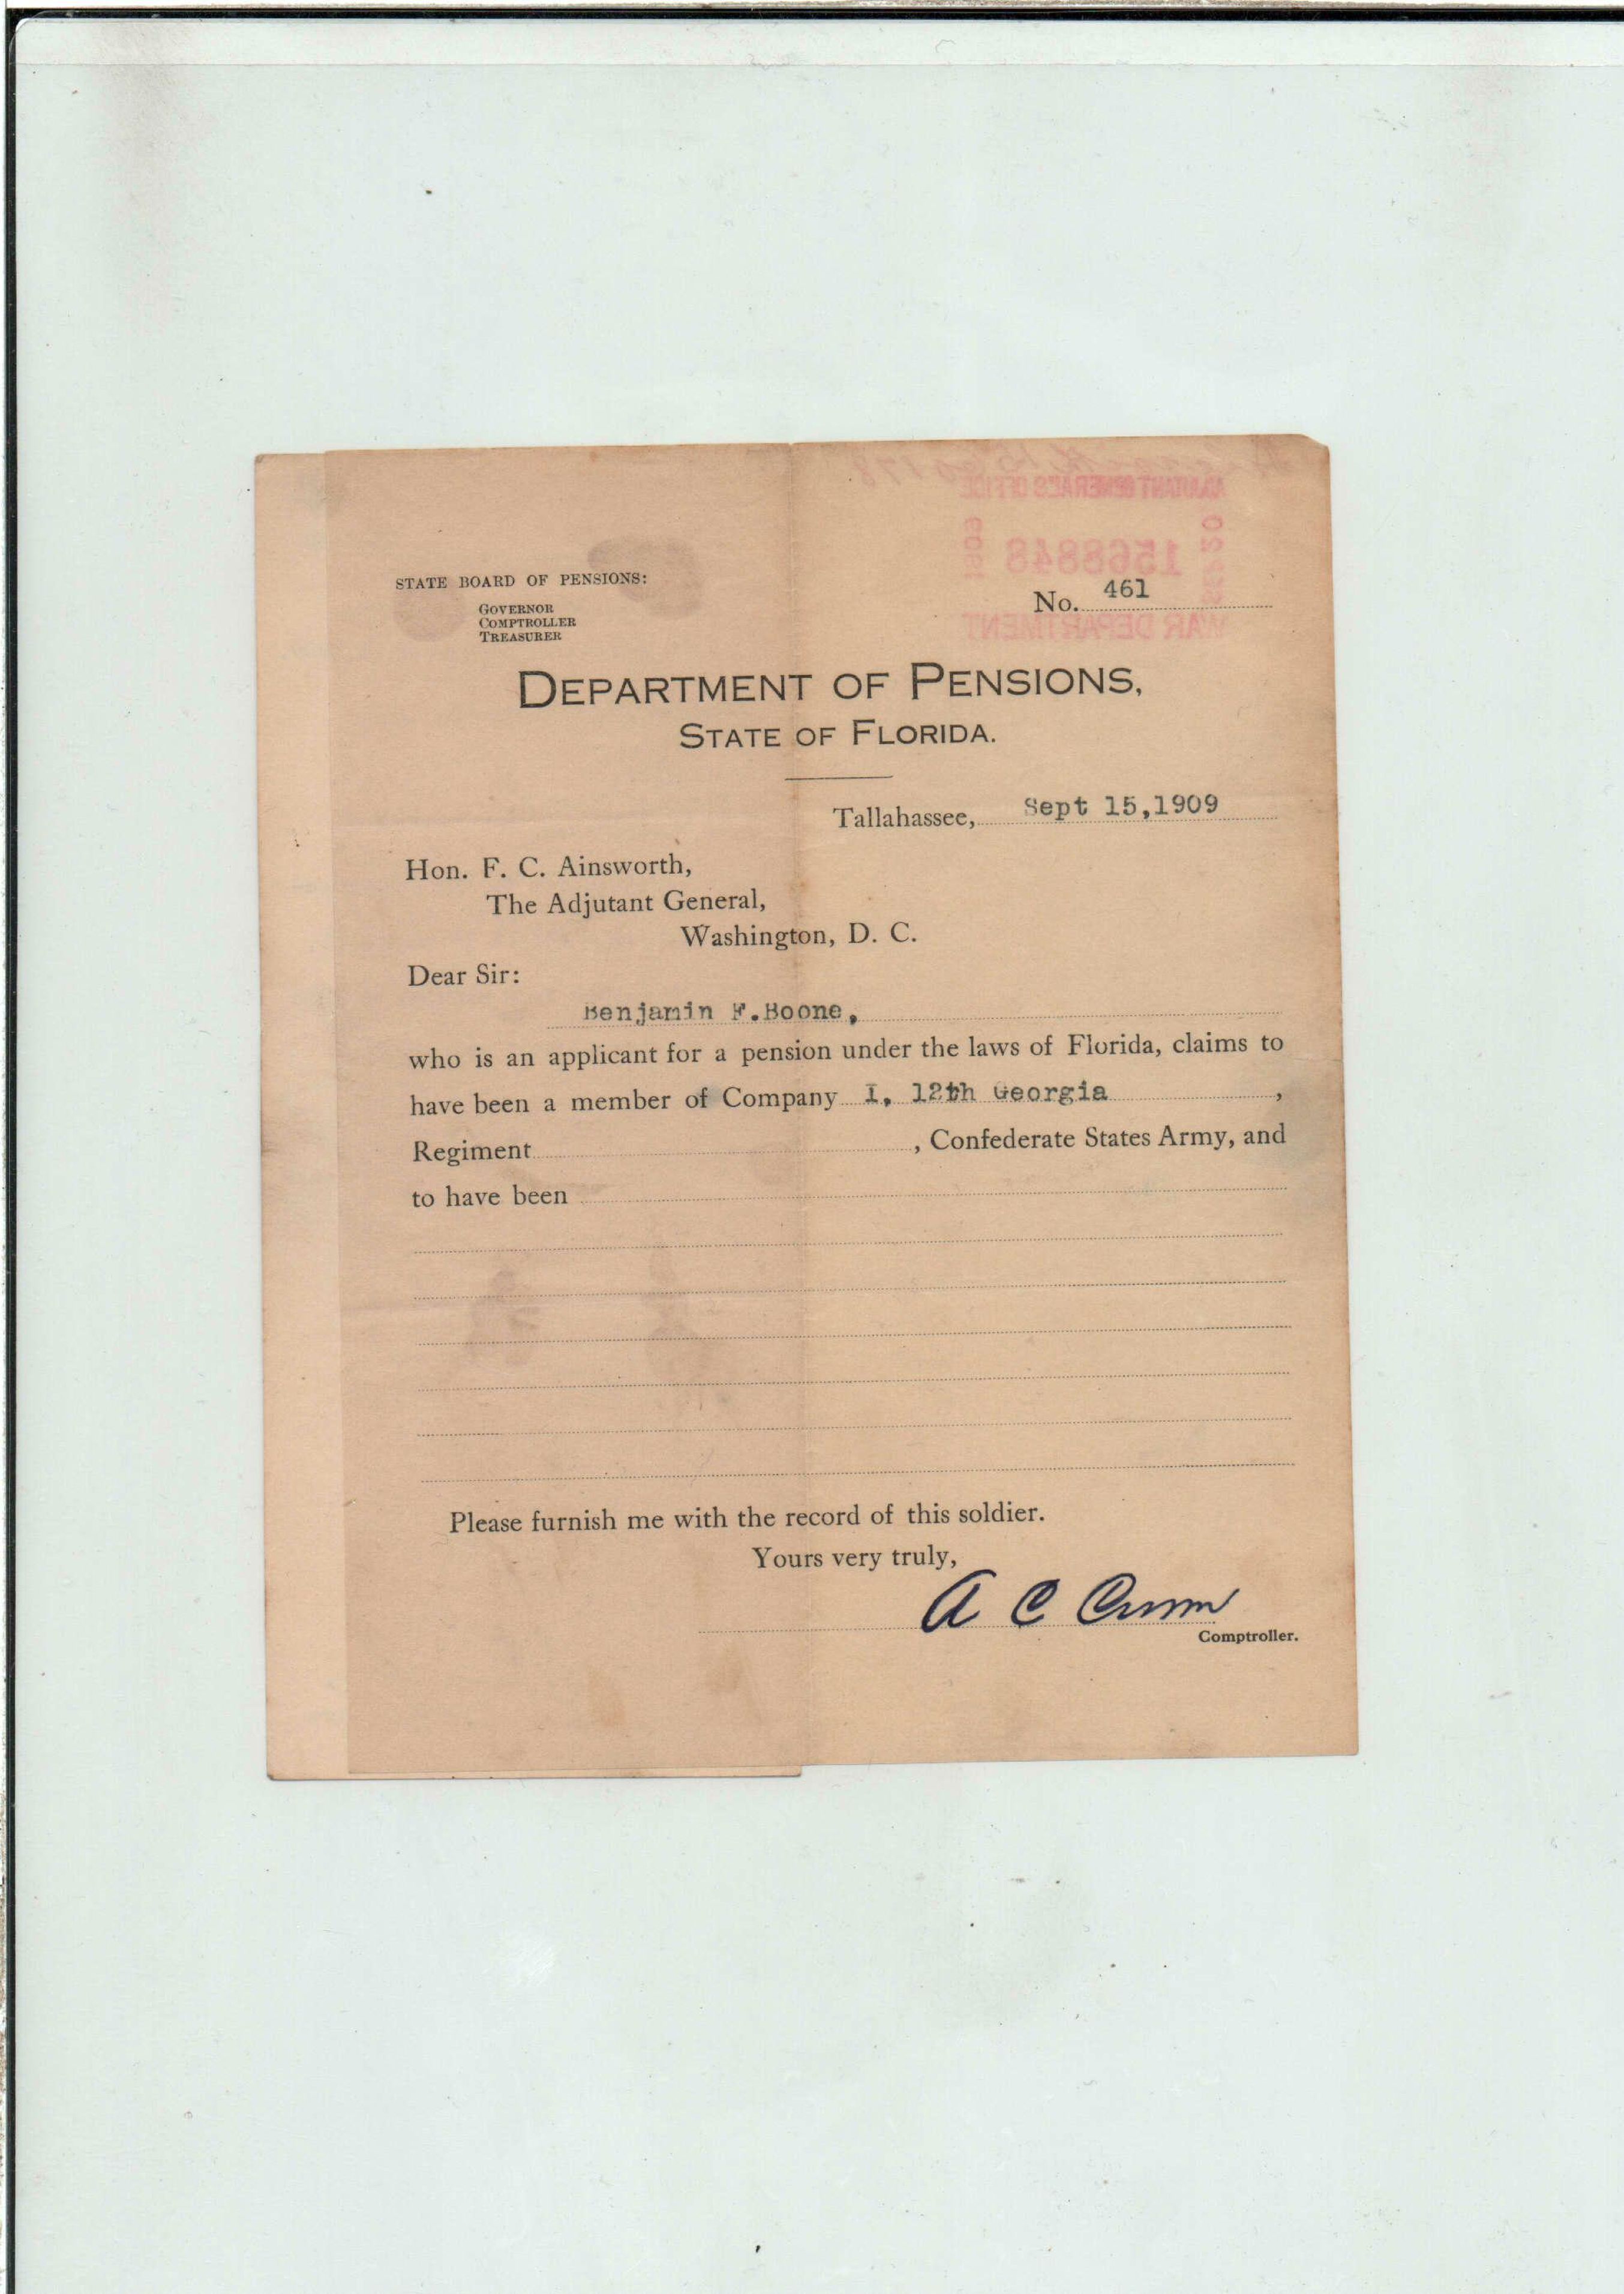 STATE BOARD OF PENSIONS:
GOVERNOR
COMPTROLLER
TREASURER
ADJUTANT GENERAL'S OFFICE
1909
1568848
SEP 20
WAR DEPARTMENT
No. 461
DEPARTMENT OF PENSIONS,
STATE OF FLORIDA.
Tallahassee, Sept 15,1909
Hon. F. C. Ainsworth,
The Adjutant General,
Washington, D. C.
Dear Sir:
Benjamin F.Boone,
who is an applicant for a pension under the laws of Florida, claims to
have been a member of Company I, 12th Georgia ,
Regiment , Confederate States Army, and
to have been
Please furnish me with the record of this soldier.
Yours very truly,
A C Croom
Comptroller.